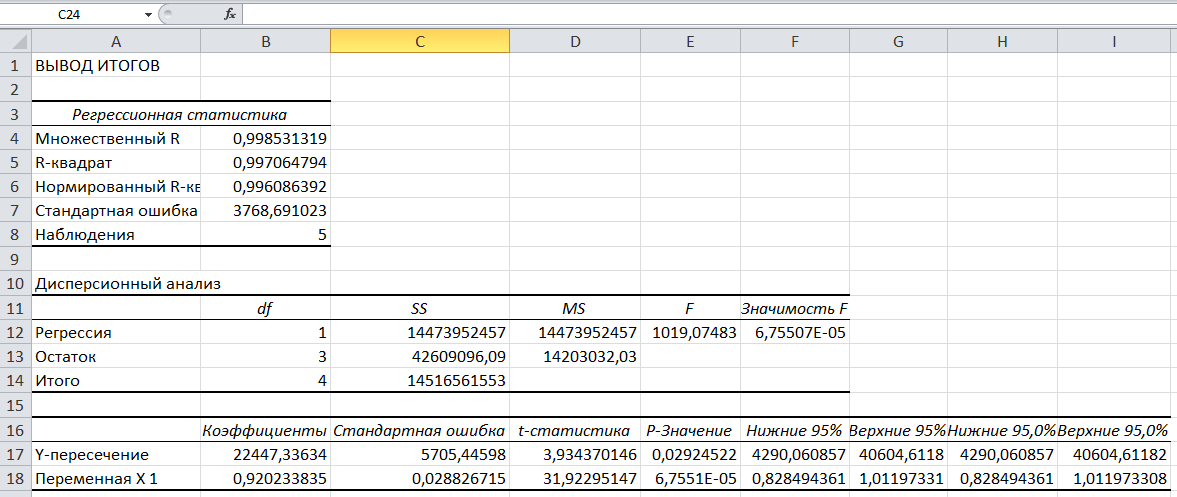 C24 fx
A B C D E F G H I
1 ВЫВОД ИТОГОВ
2
3 Регрессионная статистика
4 Множественный R 0,998531319
5 R-квадрат 0,997064794
6 Нормированный R-кв 0,996086392
7 Стандартная ошибка 3768,691023
8 Наблюдения 5
9
10 Дисперсионный анализ
11 df SS MS F Значимость F
12 Регрессия 1 14473952457 14473952457 1019,07483 6,75507E-05
13 Остаток 3 42609096,09 14203032,03
14 Итого 4 14516561553
15
16 Коэффициенты Стандартная ошибка t-статистика P-Значение Нижние 95% Верхние 95% Нижние 95,0% Верхние 95,0%
17 Y-пересечение 22447,33634 5705,44598 3,934370146 0,02924522 4290,060857 40604,6118 4290,060857 40604,61182
18 Переменная X 1 0,920233835 0,028826715 31,92295147 6,7551E-05 0,828494361 1,01197331 0,828494361 1,011973308